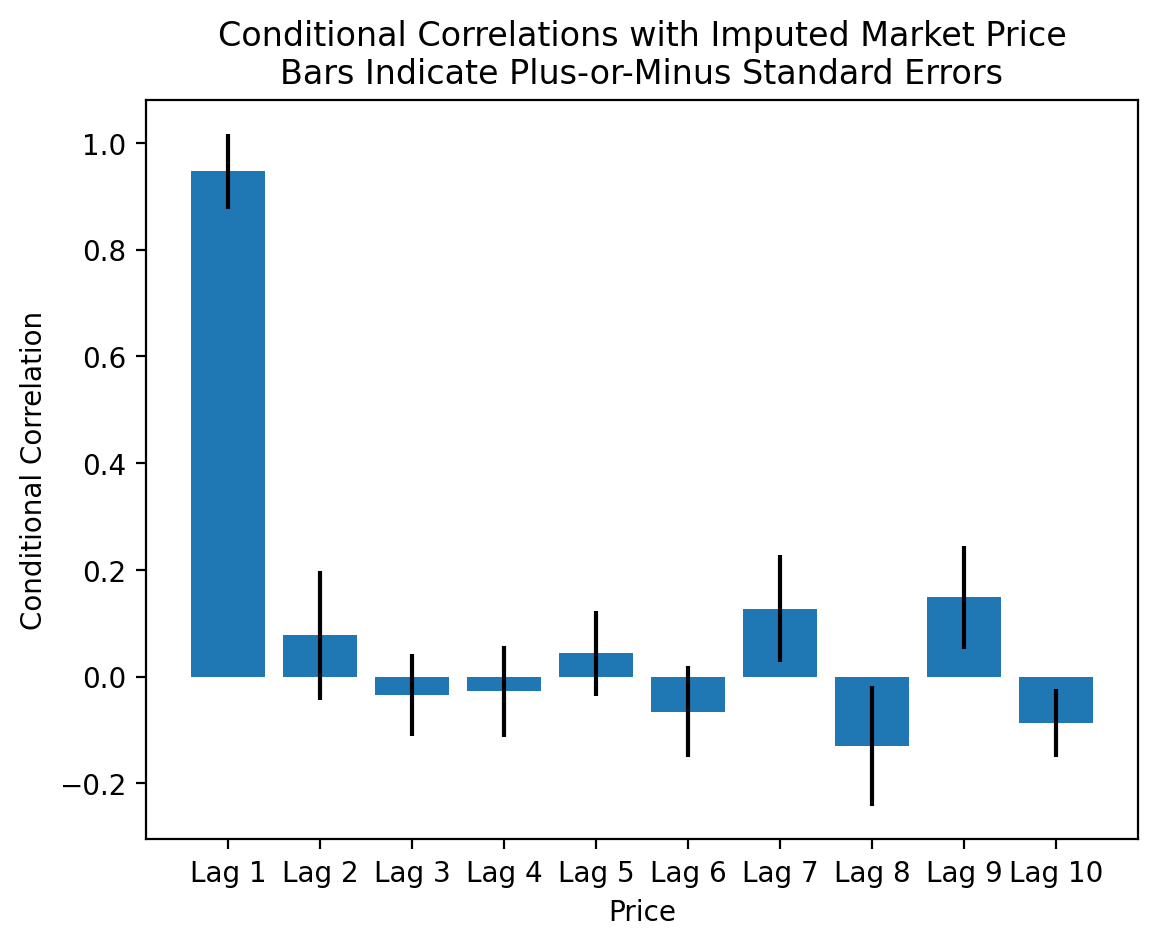 Conditional Correlations with Imputed Market Price
Bars Indicate Plus-or-Minus Standard Errors
Conditional Correlation
1.0
0.8
0.6
0.4
0.2
0.0
−0.2
Lag 1 Lag 2 Lag 3 Lag 4 Lag 5 Lag 6 Lag 7 Lag 8 Lag 9 Lag 10
Price